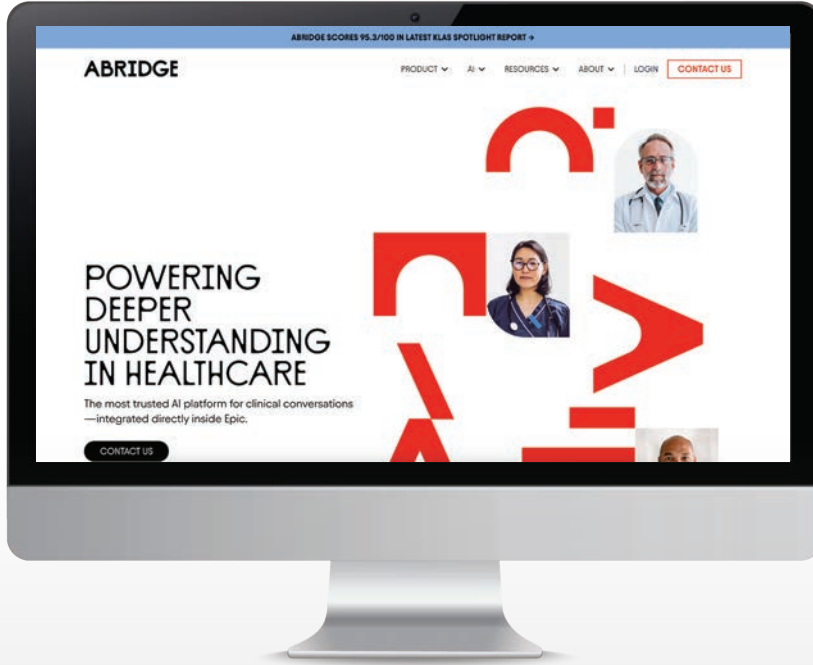 ABRIDGE SCORES 95.3/100 IN LATEST KLAS SPOTLIGHT REPORT →
ABRIDGE
PRODUCT AI RESOURCES ABOUT | LOGIN CONTACT US
POWERING
DEEPER
UNDERSTANDING
IN HEALTHCARE
The most trusted AI platform for clinical conversations
—integrated directly inside Epic.
CONTACT US